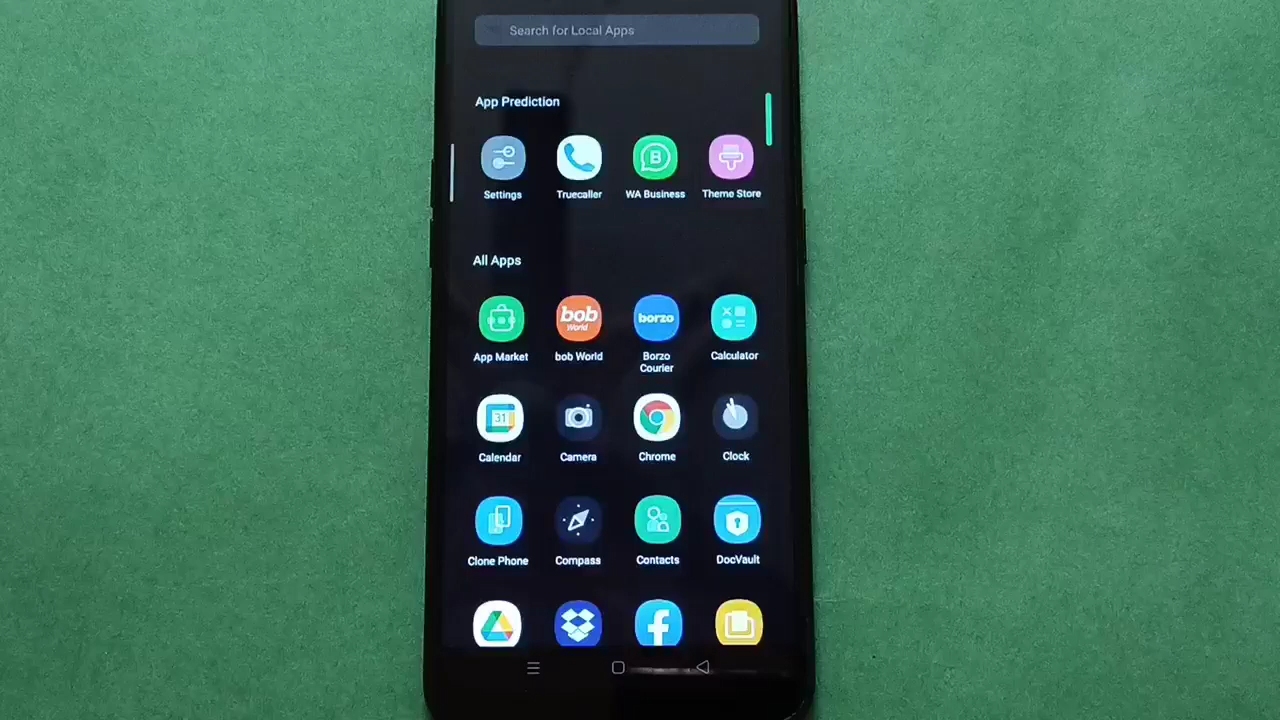 Search for Local Apps
App Prediction
Settings
Truecaller
B
WA Business
Theme Store
All Apps
App Market
bob
World
bob World
borzo
Borzo
Courier
Calculator
31
Calendar
Camera
Chrome
Clock
Clone Phone
Compass
Contacts
DocVault